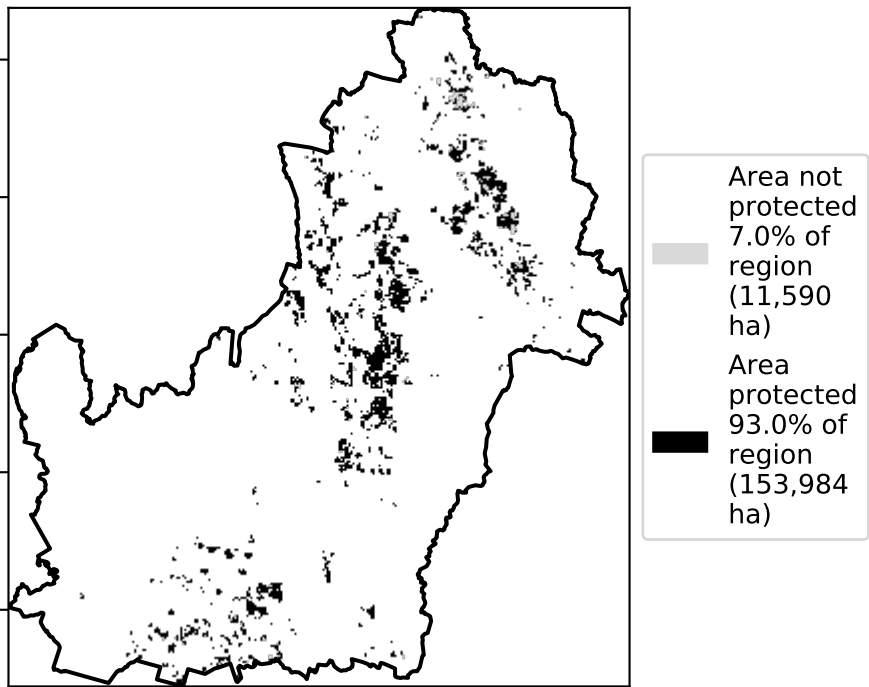 Area not
protected
7.0% of
region
(11,590
ha)
Area
protected
93.0% of
region
(153,984
ha)